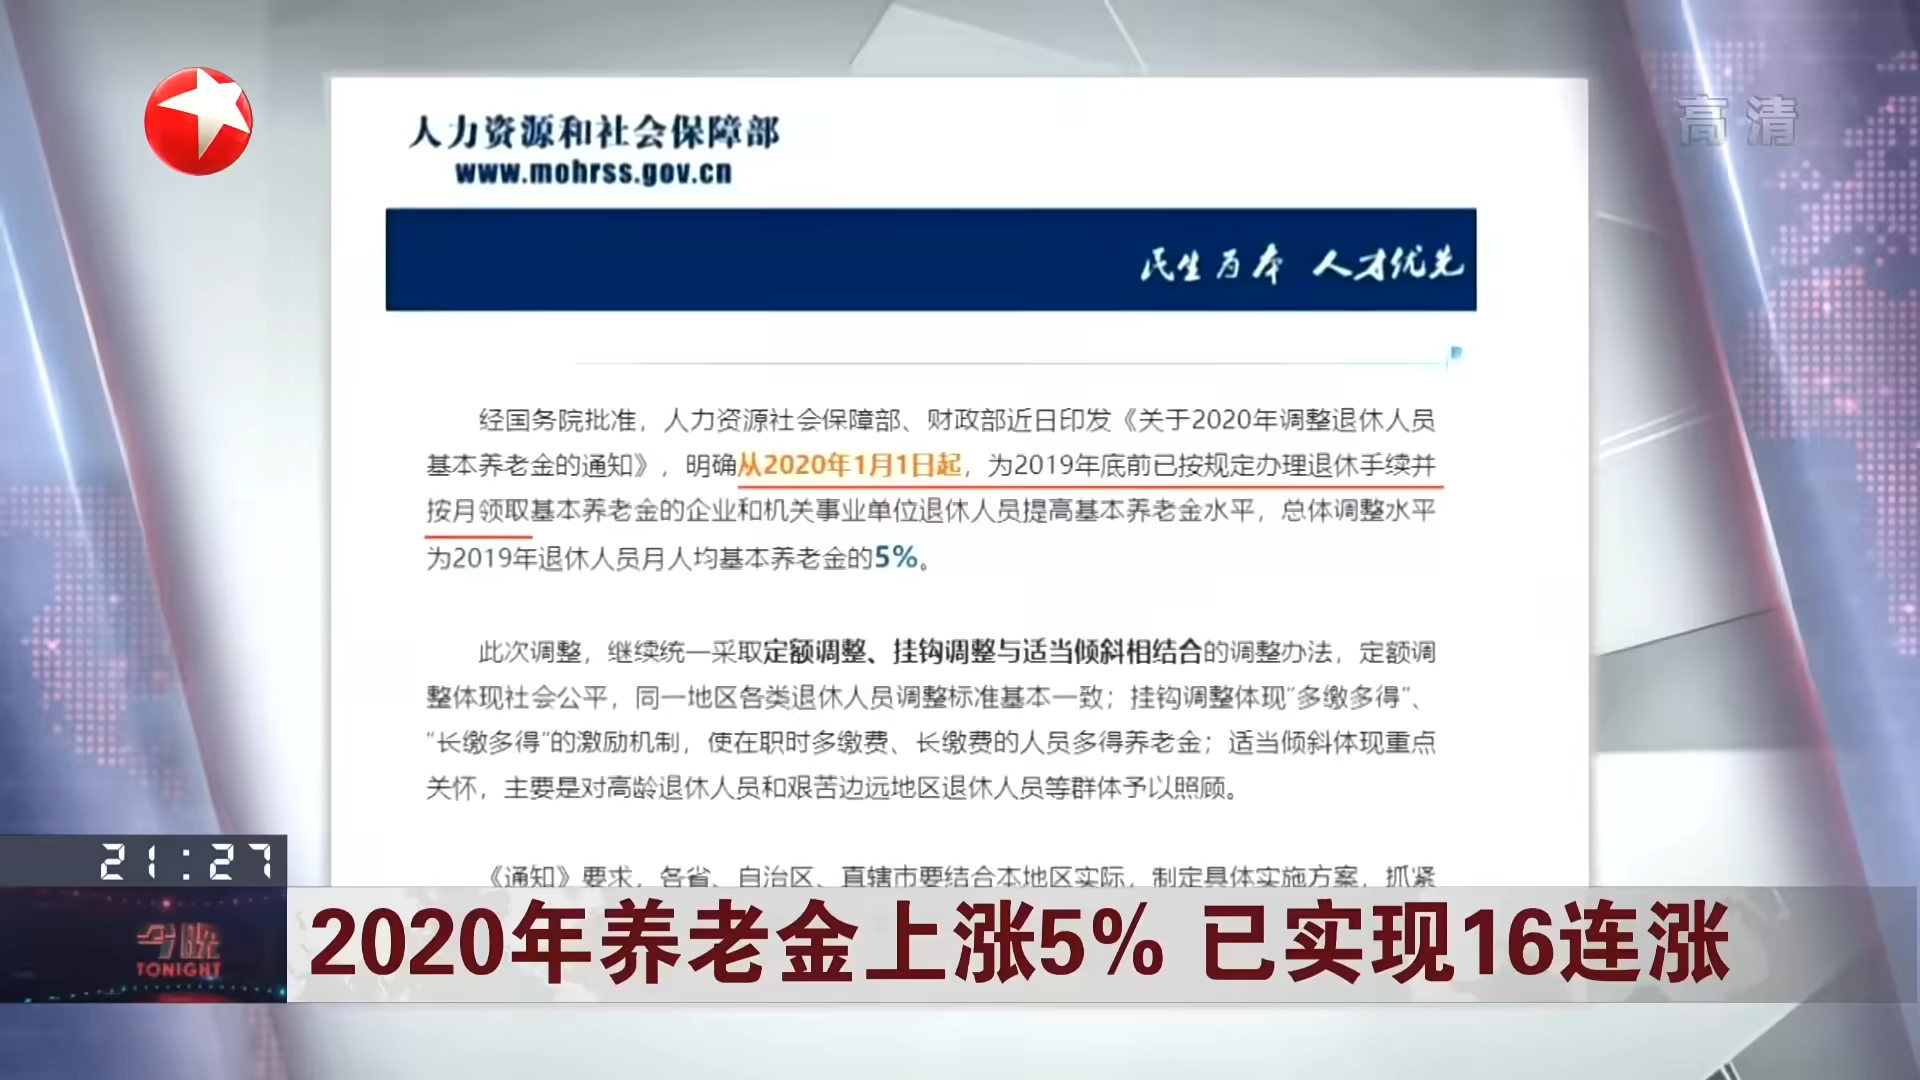 高清
人力资源和社会保障部
www.mohrss.gov.cn
民生为本 人才优先
经国务院批准，人力资源社会保障部、财政部近日印发《关于2020年调整退休人员
基本养老金的通知》，明确从2020年1月1日起，为2019年底前已按规定办理退休手续并
按月领取基本养老金的企业和机关事业单位退休人员提高基本养老金水平，总体调整水平
为2019年退休人员月人均基本养老金的5%。
此次调整，继续统一采取定额调整、挂钩调整与适当倾斜相结合的调整办法，定额调
整体现社会公平，同一地区各类退休人员调整标准基本一致；挂钩调整体现“多缴多得”、
“长缴多得”的激励机制，使在职时多缴费、长缴费的人员多得养老金；适当倾斜体现重点
关怀，主要是对高龄退休人员和艰苦边远地区退休人员等群体予以照顾。
《通知》要求，各省、自治区、直辖市要结合本地区实际，制定具体实施方案，抓紧
21:27
今晚
TONIGHT
2020年养老金上涨5% 已实现16连涨